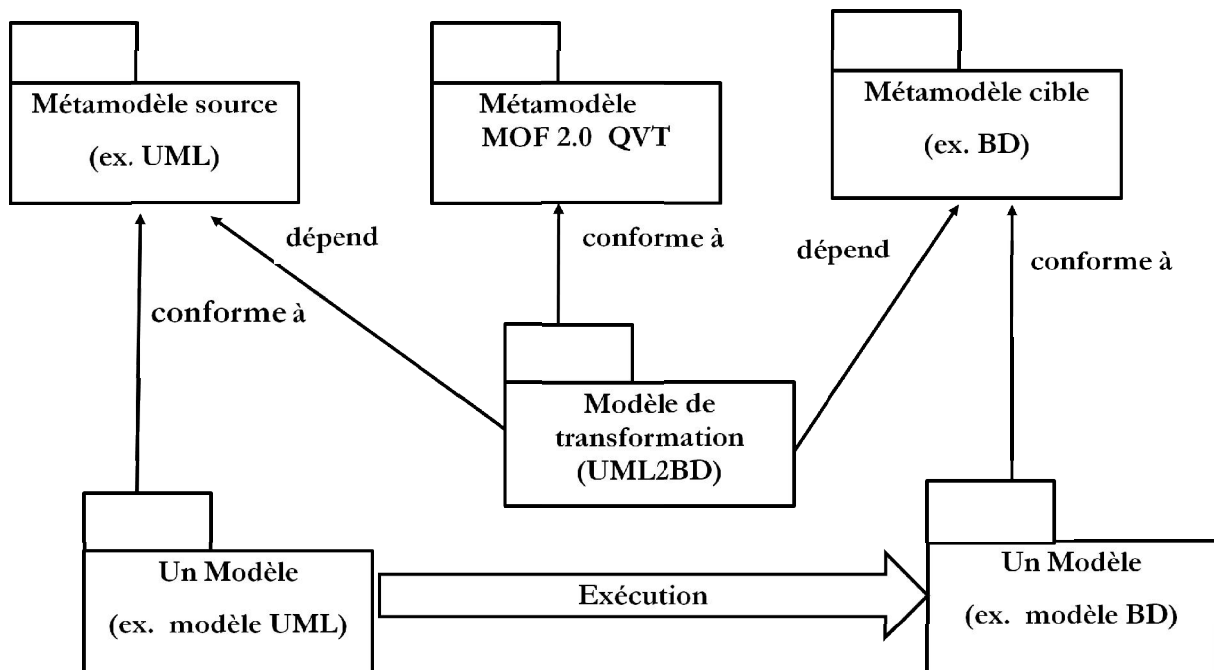 Métamodèle source
(ex. UML)
Métamodèle
MOF 2.0 QVT
Métamodèle cible
(ex. BD)
dépend
conforme à
dépend
conforme à
conforme à
Modèle de
transformation
(UML2BD)
Un Modèle
(ex. modèle UML)
Exécution
Un Modèle
(ex. modèle BD)